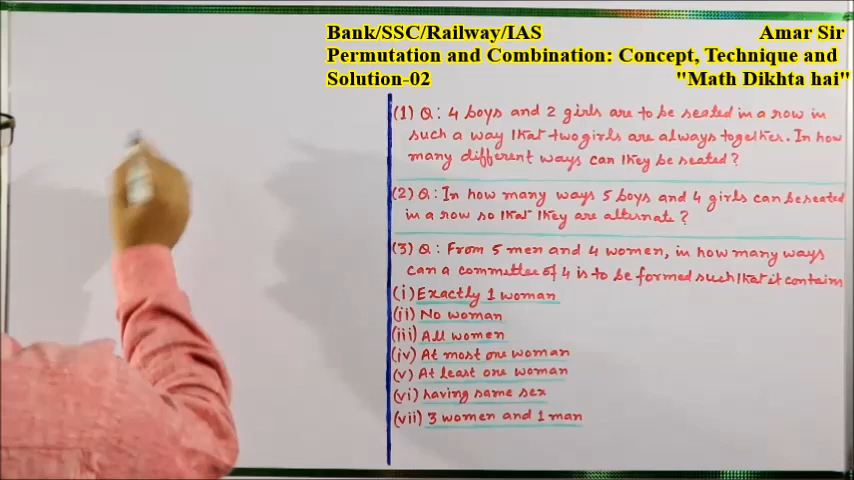 Bank/SSC/Railway/IAS Amar Sir
Permutation and Combination: Concept, Technique and
Solution-02 "Math Dikhta hai"
(1) Q: 4 boys and 2 girls are to be seated in a row in
such a way that two girls are always together. In how
many different ways can they be seated?
(2) Q: In how many ways 5 boys and 4 girls can be seated
in a row so that they are alternate?
(3) Q: From 5 men and 4 women, in how many ways
can a committee of 4 is to be formed such that it contains
(i) Exactly 1 woman
(ii) No woman
(iii) All women
(iv) At most one woman
(v) At least one woman
(vi) having same sex
(vii) 3 women and 1 man